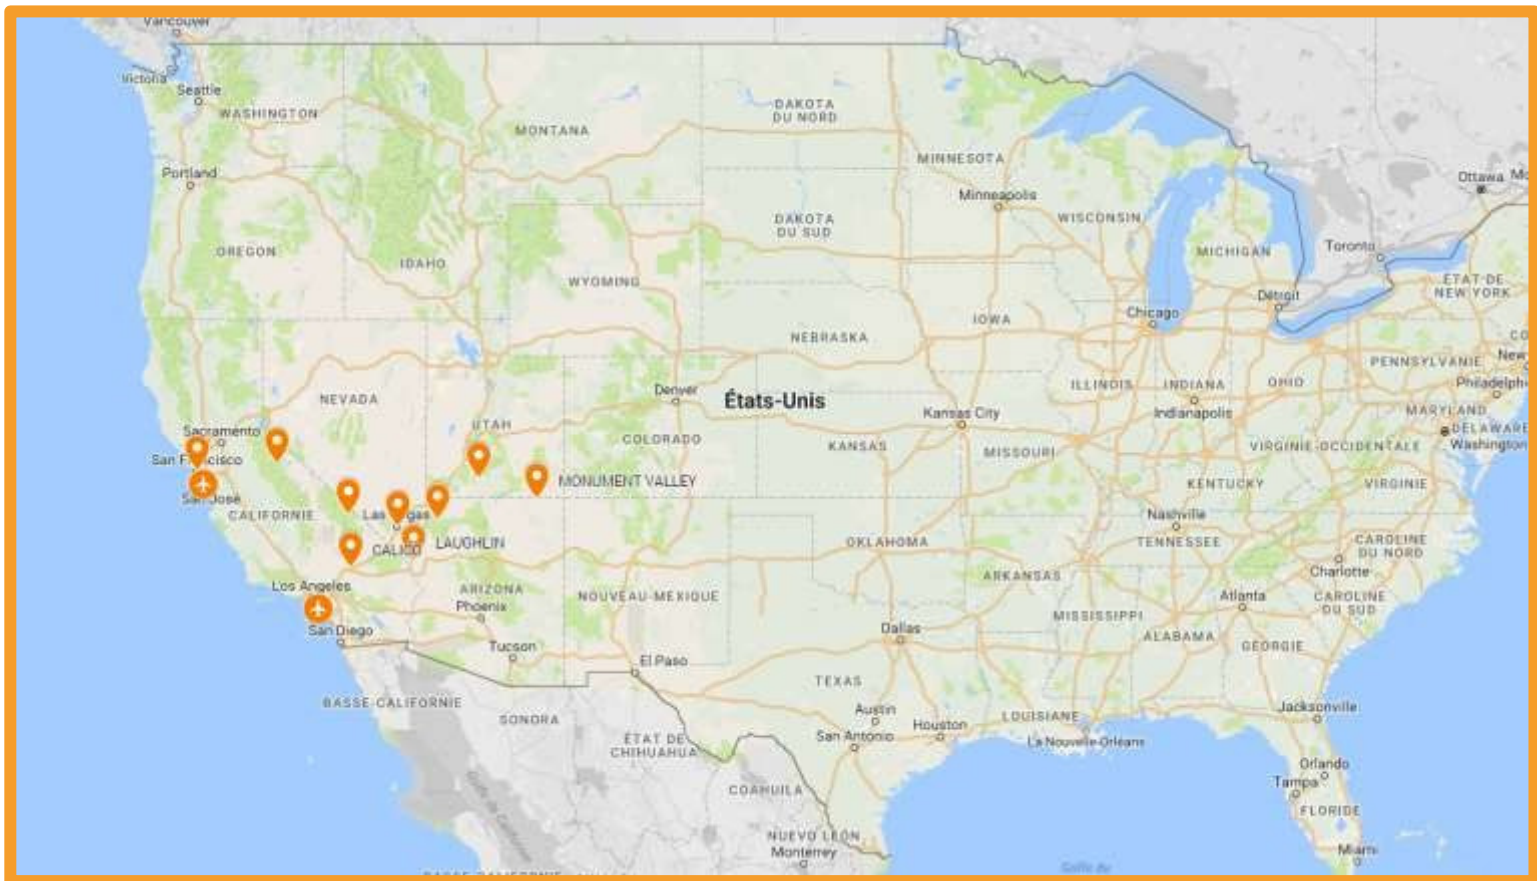 Vancouver
Victoria
Seattle
WASHINGTON
MONTANA
DAKOTA
DU NORD
MINNESOTA
Ottawa
Portland
Minneapolis
DAKOTA
DU SUD
WISCONSIN
OREGON
IDAHO
MICHIGAN
Toronto
WYOMING
ÉTAT DE
NEW YORK
Détroit
Chicago
IOWA
NEBRASKA
PENNSYLVANIE
New
Denver
ILLINOIS
INDIANA
OHIO
Philadelph
NEVADA
États-Unis
Kansas City
Indianapolis
MARYLAND
UTAH
DELAWARE
Sacramento
COLORADO
KANSAS
MISSOURI
VIRGINIE-OCCIDENTALE
Washington
San Francisco
MONUMENT VALLEY
KENTUCKY
VIRGINIE
San José
CALIFORNIE
Las Vegas
Nashville
TENNESSEE
CALICO
LAUGHLIN
OKLAHOMA
CAROLINE
DU NORD
Charlotte
ARKANSAS
Los Angeles
ARIZONA
NOUVEAU-MEXIQUE
Atlanta
CAROLINE
DU SUD
Phoenix
MISSISSIPPI
San Diego
Dallas
ALABAMA
GEORGIE
Tucson
El Paso
TEXAS
BASSE-CALIFORNIE
SONORA
Austin
Houston
LOUISIANE
Jacksonville
San Antonio
La Nouvelle-Orléans
ÉTAT DE
CHIHUAHUA
Orlando
Tampa
COAHUILA
FLORIDE
NUEVO LEÓN
Monterrey
Miami
Golfe de Californie
Golfe du